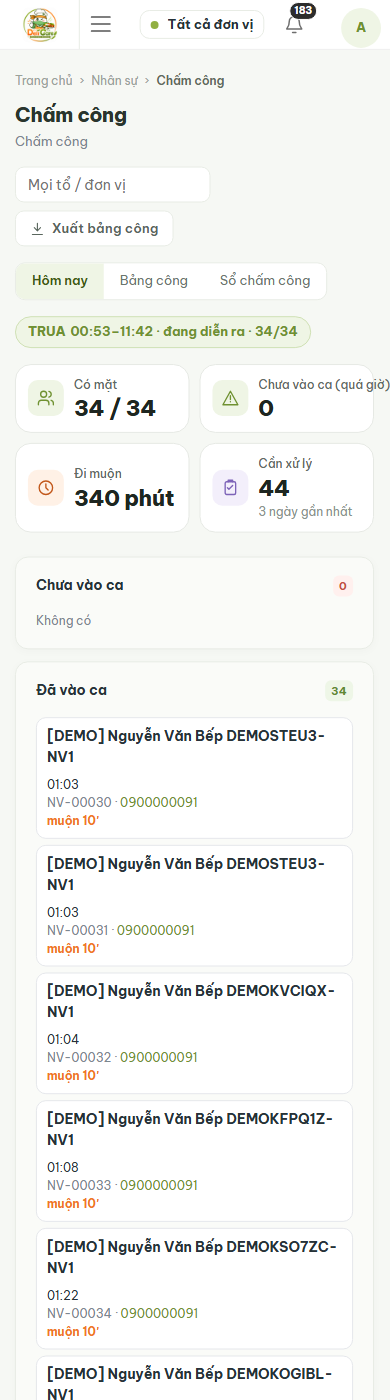 Tất cả đơn vị
183
A
Trang chủ › Nhân sự › Chấm công
Chấm công
Chấm công
Mọi tổ / đơn vị
Xuất bảng công
Hôm nay
Bảng công
Sổ chấm công
TRUA 00:53–11:42 · đang diễn ra · 34/34
Có mặt
34 / 34
Chưa vào ca (quá giờ)
0
Đi muộn
340 phút
Cần xử lý
44
3 ngày gần nhất
Chưa vào ca
0
Không có
Đã vào ca
34
[DEMO] Nguyễn Văn Bếp DEMOSTEU3-
NV1
01:03
NV-00030 · 0900000091
muộn 10'
[DEMO] Nguyễn Văn Bếp DEMOSTEU3-
NV1
01:03
NV-00031 · 0900000091
muộn 10'
[DEMO] Nguyễn Văn Bếp DEMOKVCIQX-
NV1
01:04
NV-00032 · 0900000091
muộn 10'
[DEMO] Nguyễn Văn Bếp DEMOKFPQ1Z-
NV1
01:08
NV-00033 · 0900000091
muộn 10'
[DEMO] Nguyễn Văn Bếp DEMOKSO7ZC-
NV1
01:22
NV-00034 · 0900000091
muộn 10'
[DEMO] Nguyễn Văn Bếp DEMOKOGIBL-
NV1